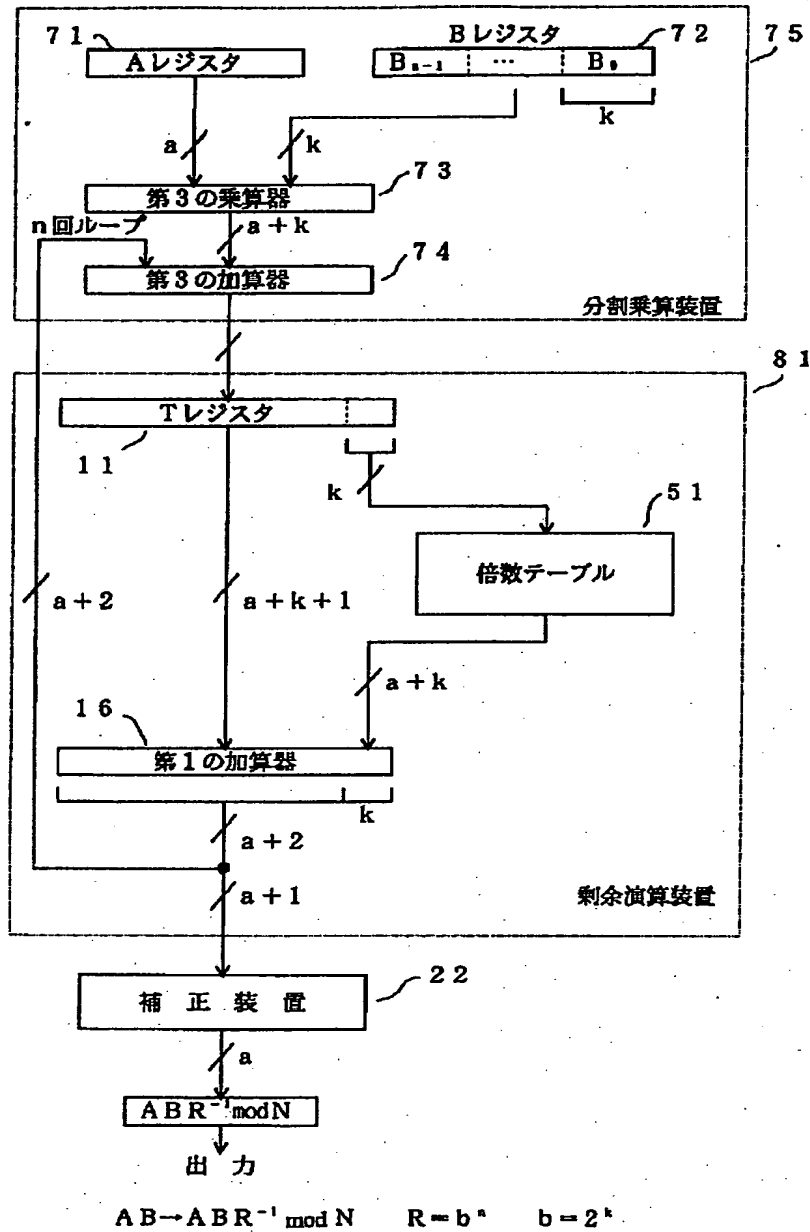 71
Aレジスタ
Bレジスタ
72
75
Bn-1
…
B0
k
a
k
73
第3の乗算器
n回ループ
a+k
74
第3の加算器
分割乗算装置
81
Tレジスタ
11
k
51
倍数テーブル
a+2
a+k+1
a+k
16
第1の加算器
k
a+2
a+1
剰余演算装置
22
補正装置
a
ABR⁻¹modN
出力
AB→ABR⁻¹ mod N R=bⁿ b=2ᵏ